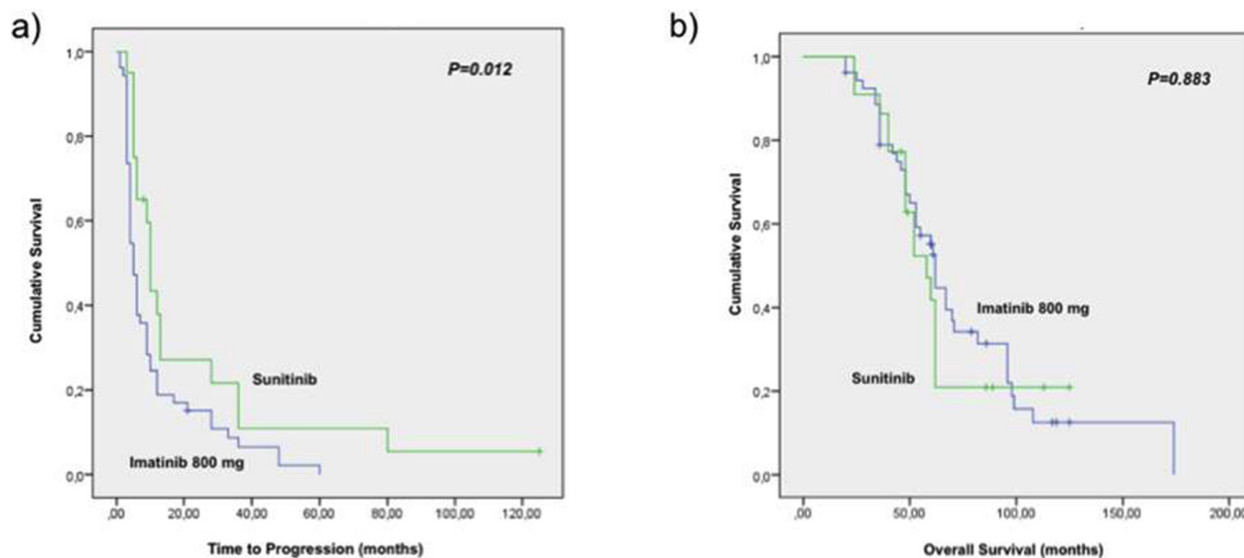 a)
P=0.012
Cumulative Survival
1,0
0,8
0,6
0,4
0,2
0,0
Sunitinib
Imatinib 800 mg
,00 20,00 40,00 60,00 80,00 100,00 120,00
Time to Progression (months)
b)
P=0.883
Cumulative Survival
1,0
0,8
0,6
0,4
0,2
0,0
Imatinib 800 mg
Sunitinib
,00 50,00 100,00 150,00 200,00
Overall Survival (months)